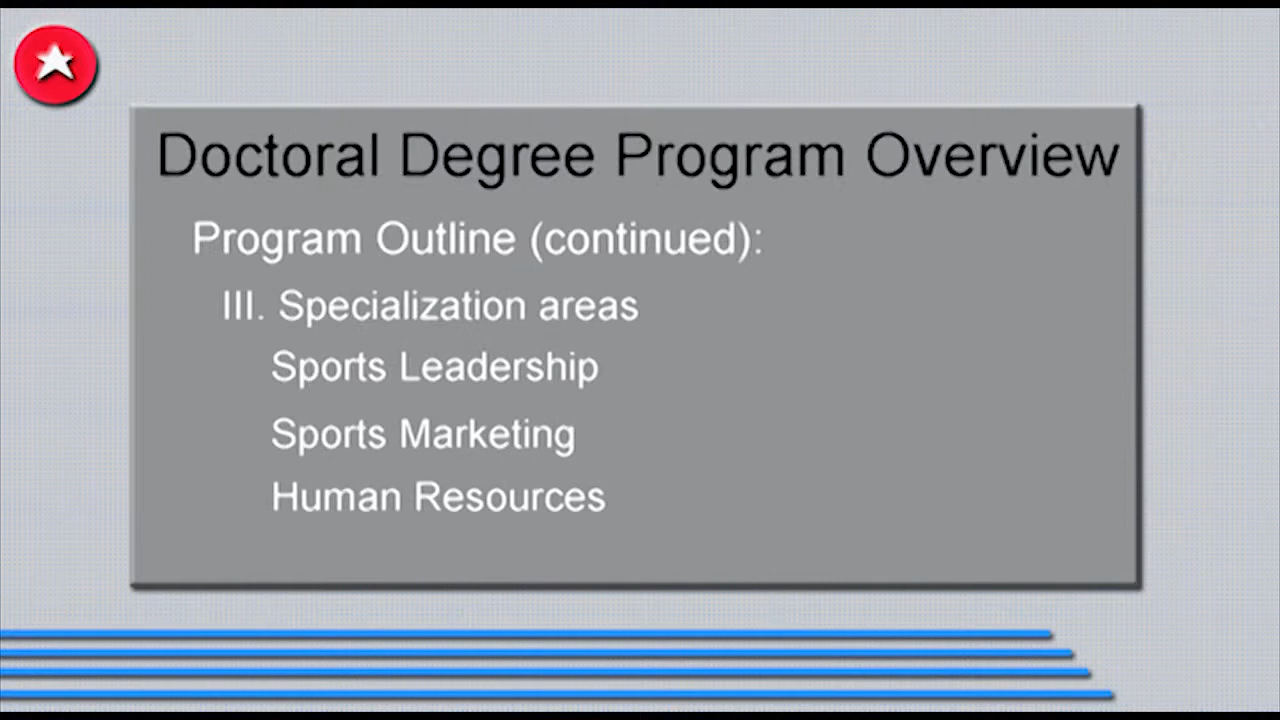 Doctoral Degree Program Overview
Program Outline (continued):
III. Specialization areas
Sports Leadership
Sports Marketing
Human Resources